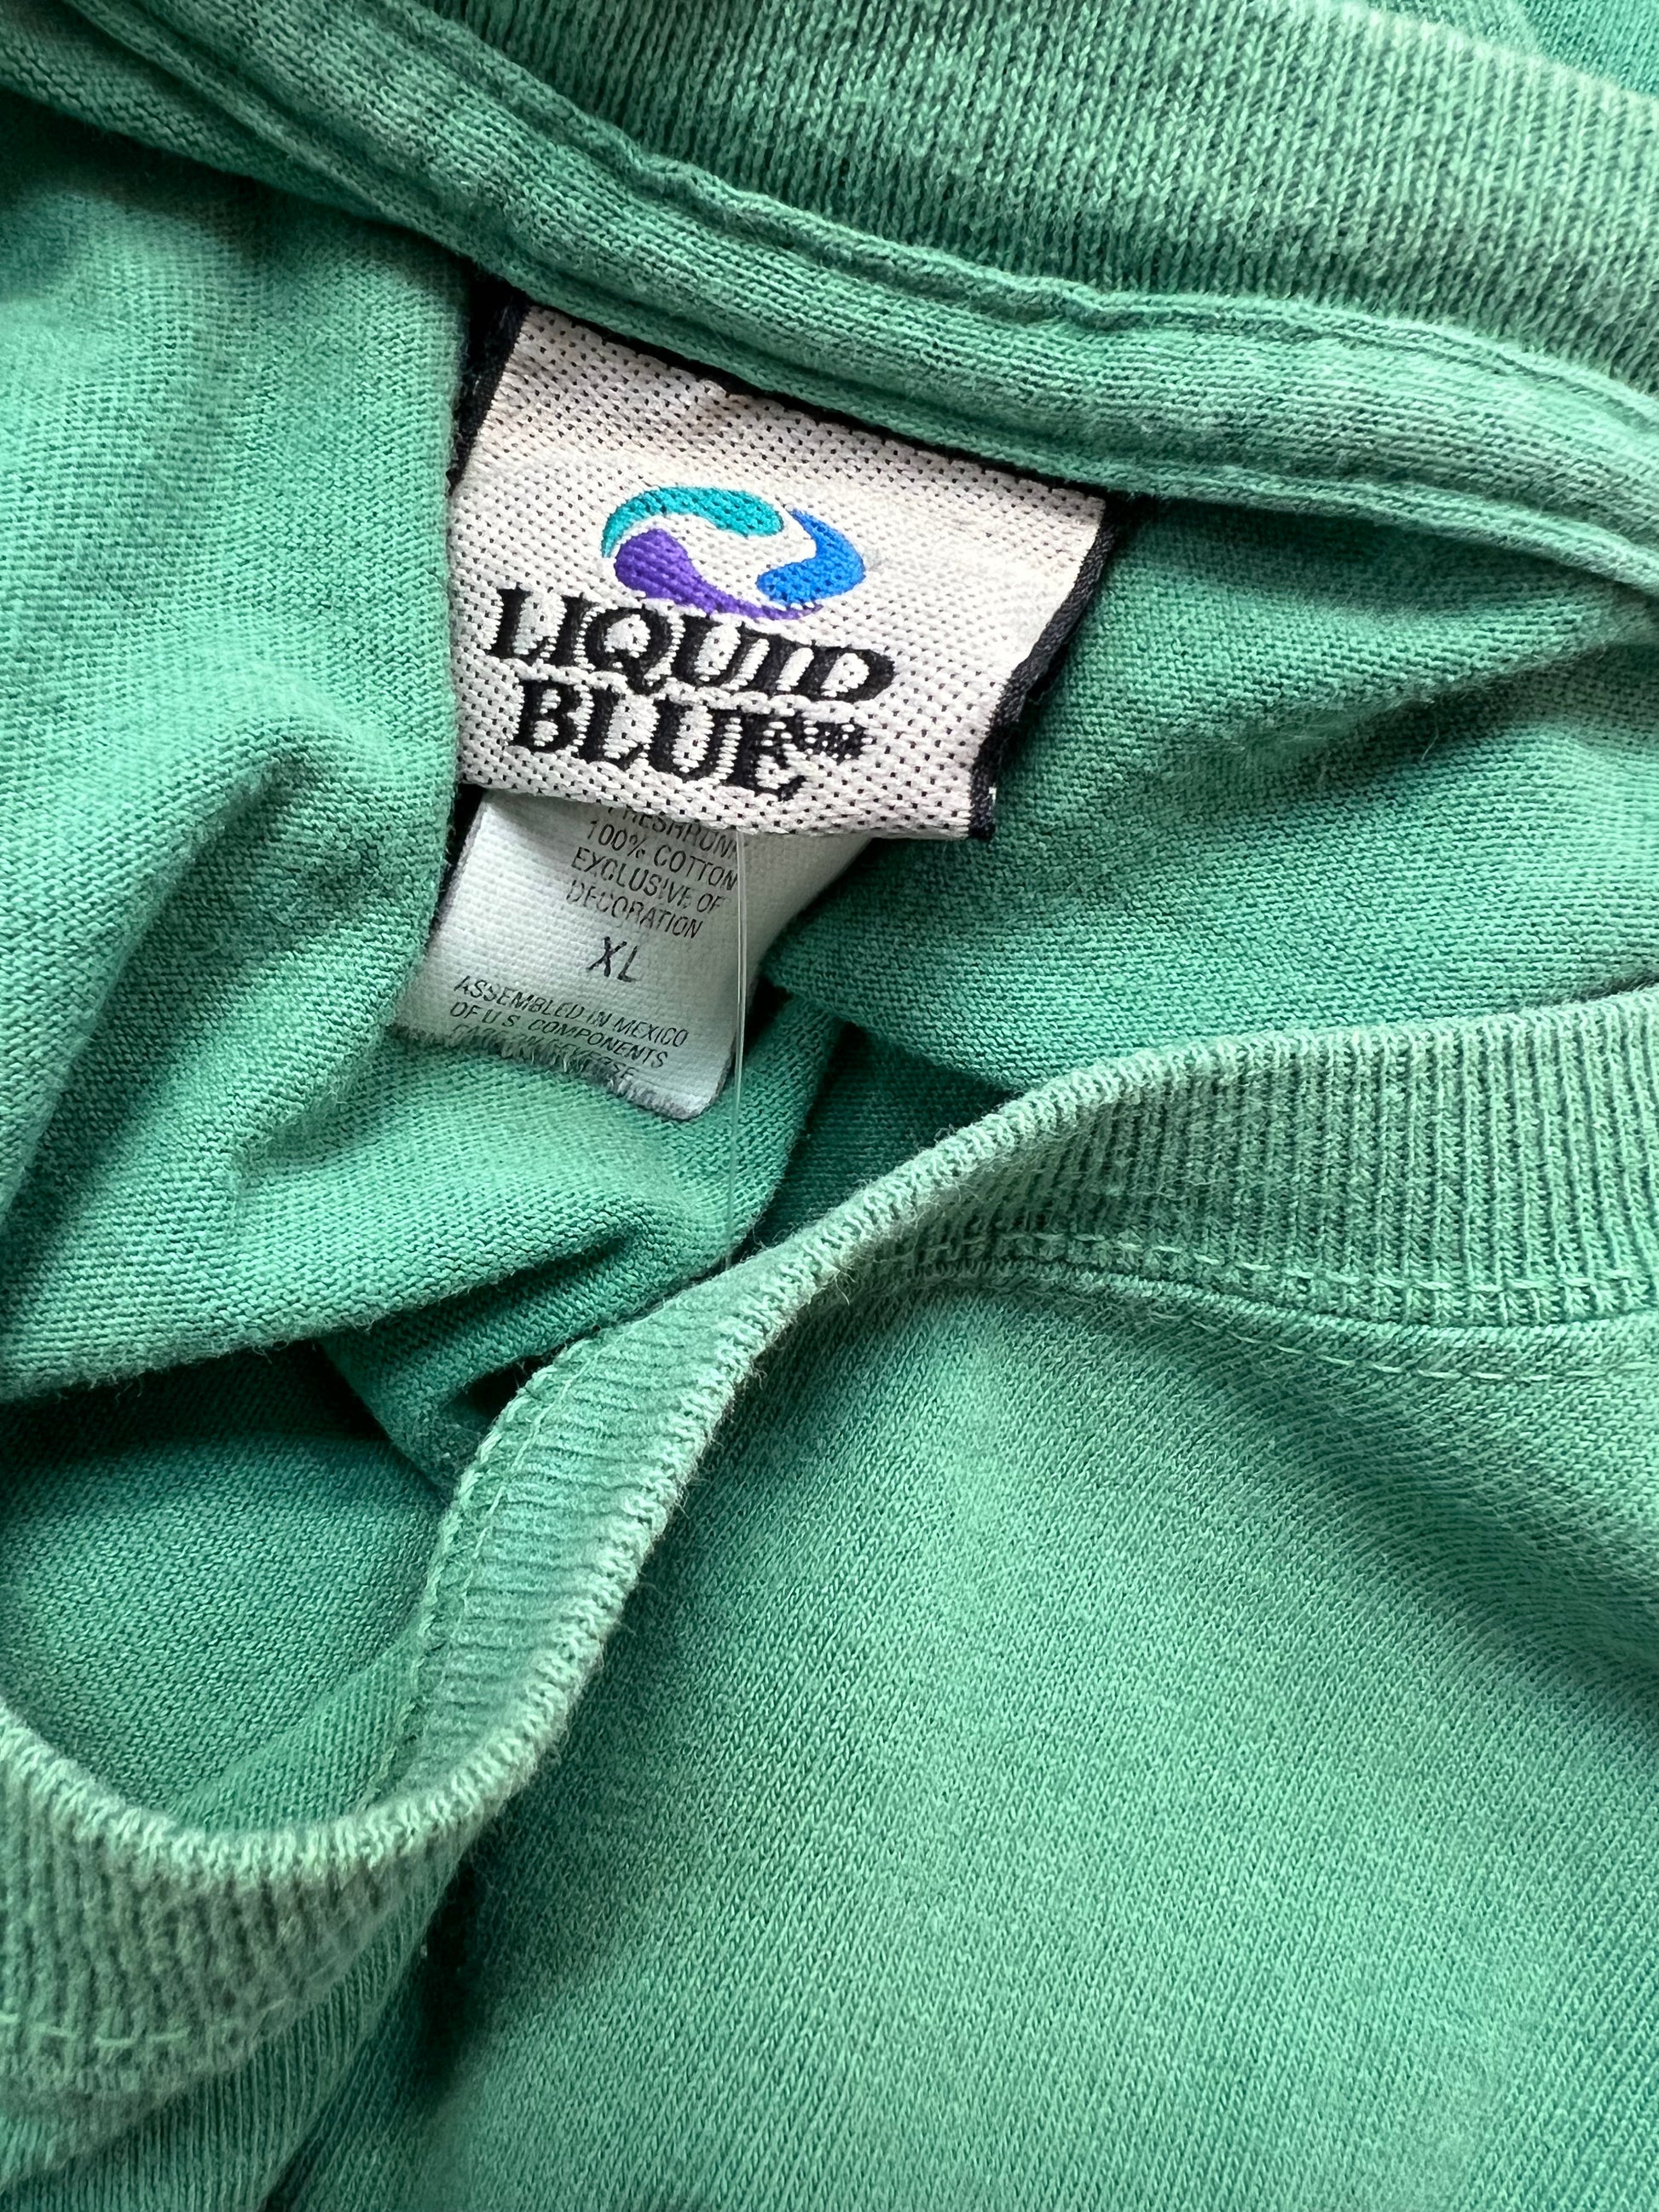 LIQUID
BLUE
100% COTTON
EXCLUSIVE OF
DECORATION
XL
ASSEMBLED IN MEXICO
OF U.S. COMPONENTS